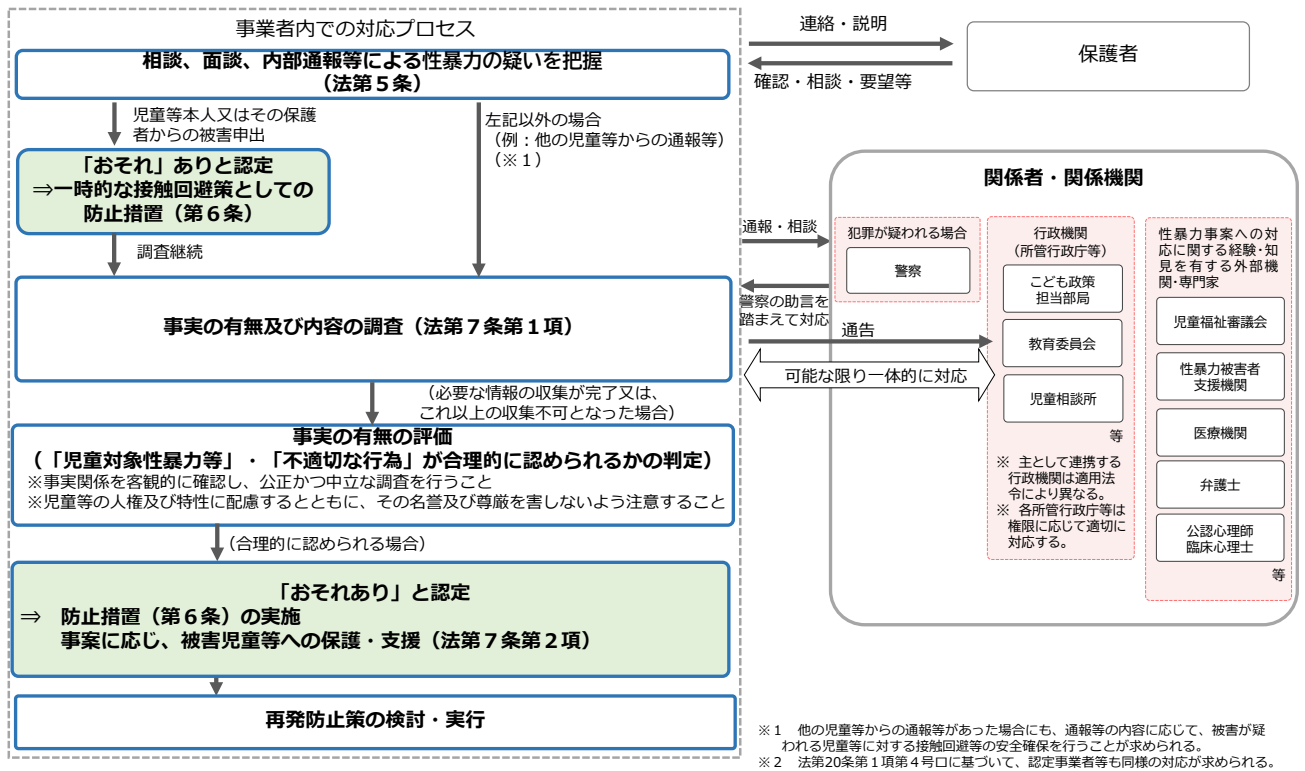 事業者内での対応プロセス
相談、面談、内部通報等による性暴力の疑いを把握
（法第５条）
児童等本人又はその保護
者からの被害申出
左記以外の場合
（例：他の児童等からの通報等）
（※１）
「おそれ」ありと認定
⇒一時的な接触回避策としての
防止措置（第６条）
調査継続
事実の有無及び内容の調査（法第７条第１項）
（必要な情報の収集が完了又は、
これ以上の収集不可となった場合）
事実の有無の評価
（「児童対象性暴力等」・「不適切な行為」が合理的に認められるかの判定）
※事実関係を客観的に確認し、公正かつ中立な調査を行うこと
※児童等の人権及び特性に配慮するとともに、その名誉及び尊厳を害しないよう注意すること
（合理的に認められる場合）
「おそれあり」と認定
⇒　防止措置（第６条）の実施
事案に応じ、被害児童等への保護・支援（法第７条第２項）
再発防止策の検討・実行
連絡・説明
確認・相談・要望等
保護者
通報・相談
警察の助言を
踏まえて対応
通告
可能な限り一体的に対応
関係者・関係機関
犯罪が疑われる場合
警察
行政機関
（所管行政庁等）
こども政策
担当部局
教育委員会
児童相談所
等
※　主として連携する
行政機関は適用法
令により異なる。
※　各所管行政庁等は
権限に応じて適切に
対応する。
性暴力事案への対
応に関する経験・知
見を有する外部機
関・専門家
児童福祉審議会
性暴力被害者
支援機関
医療機関
弁護士
公認心理師
臨床心理士
等
※１　他の児童等からの通報等があった場合にも、通報等の内容に応じて、被害が疑
われる児童等に対する接触回避等の安全確保を行うことが求められる。
※２　法第20条第１項第４号ロに基づいて、認定事業者等も同様の対応が求められる。